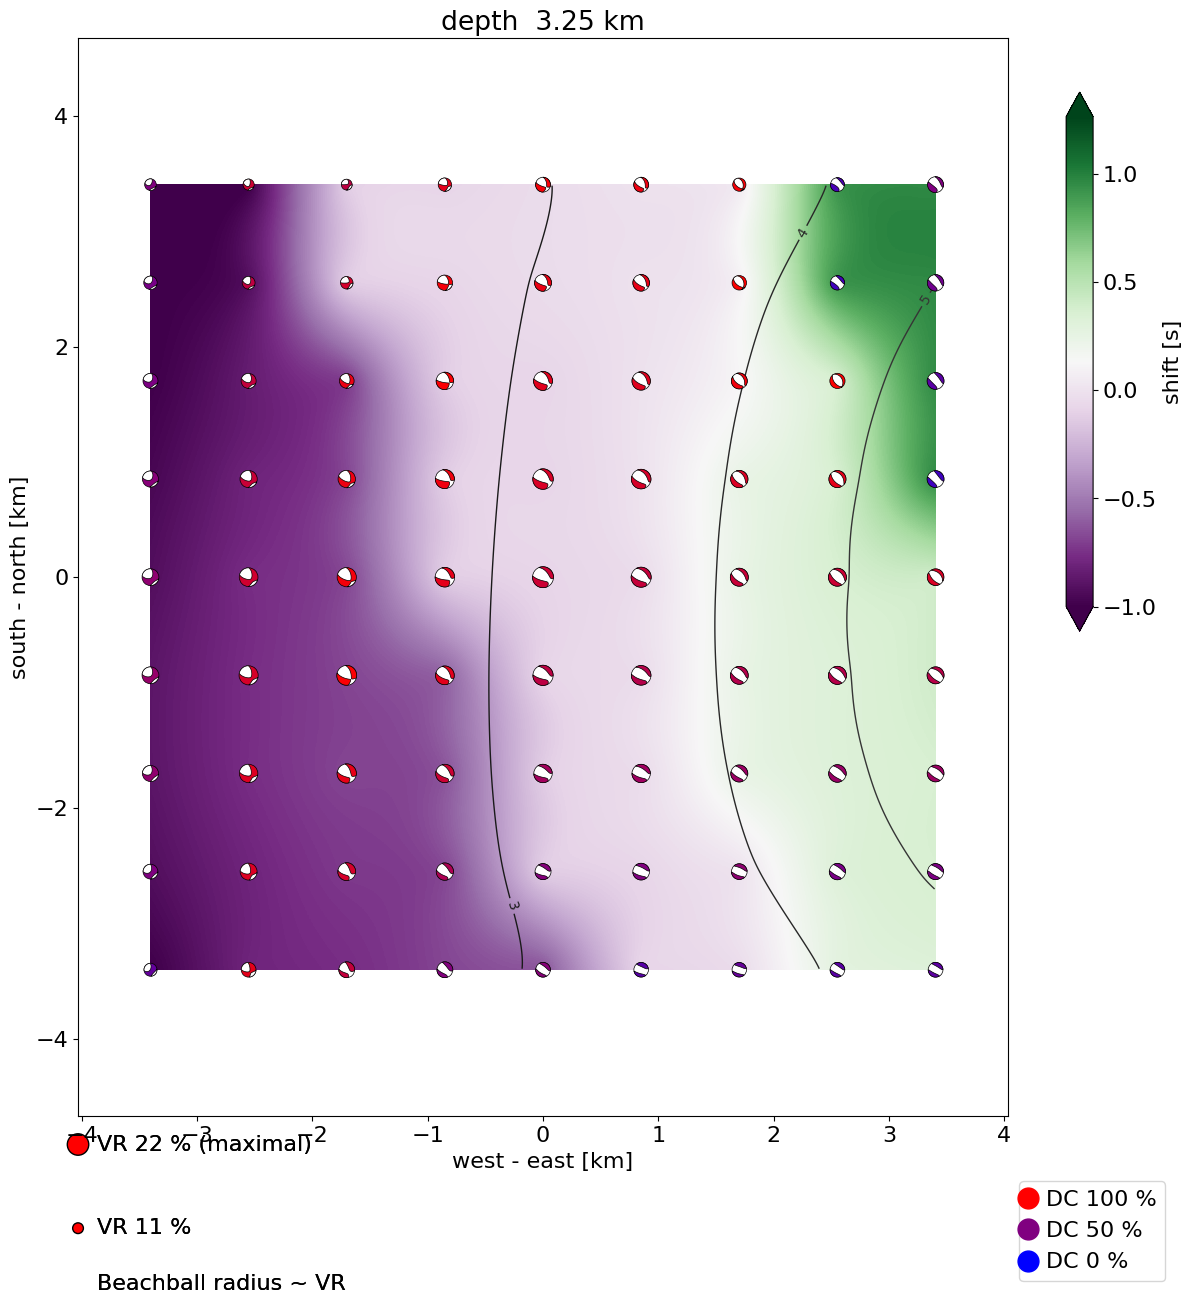 depth  3.25 km
4
2
0
−2
−4
south - north [km]
4
5
3
1.0
0.5
0.0
−0.5
−1.0
shift [s]
−4
−3
−2
−1
0
1
2
3
4
west - east [km]
VR 22 % (maximal)
VR 11 %
Beachball radius ~ VR
DC 100 %
DC 50 %
DC 0 %